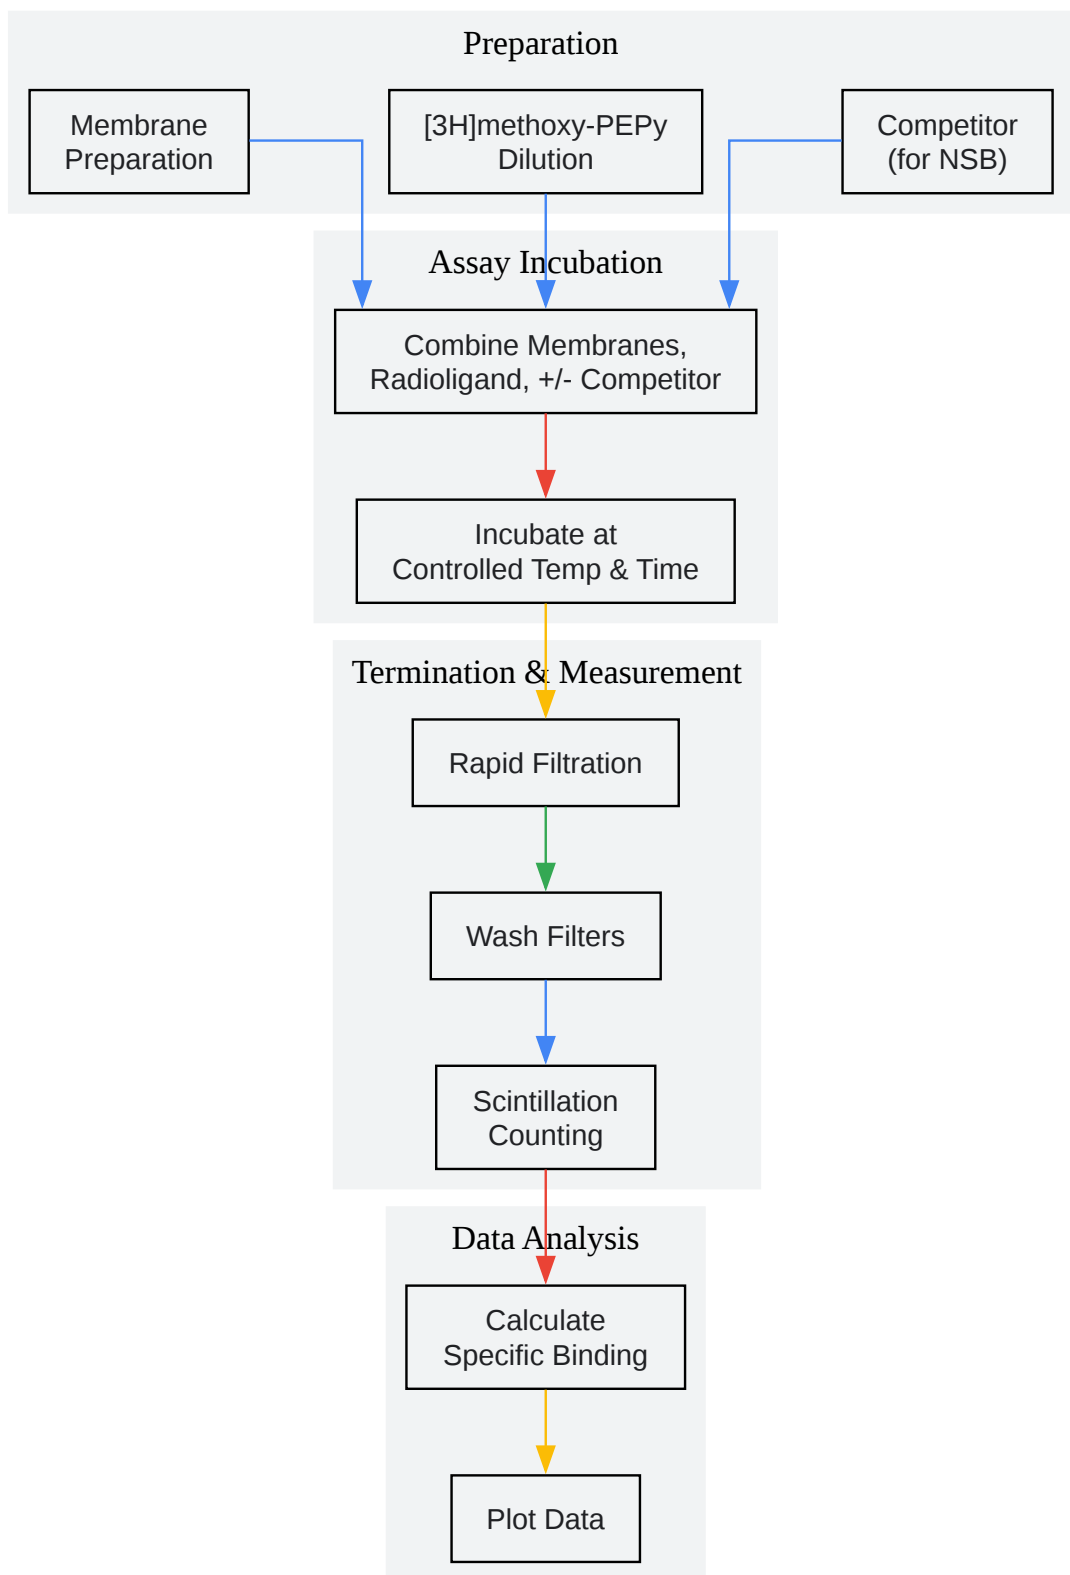 Preparation
Membrane
Preparation
[3H]methoxy-PEPy
Dilution
Competitor
(for NSB)
Assay Incubation
Combine Membranes,
Radioligand, +/- Competitor
Incubate at
Controlled Temp & Time
Termination & Measurement
Rapid Filtration
Wash Filters
Scintillation
Counting
Data Analysis
Calculate
Specific Binding
Plot Data